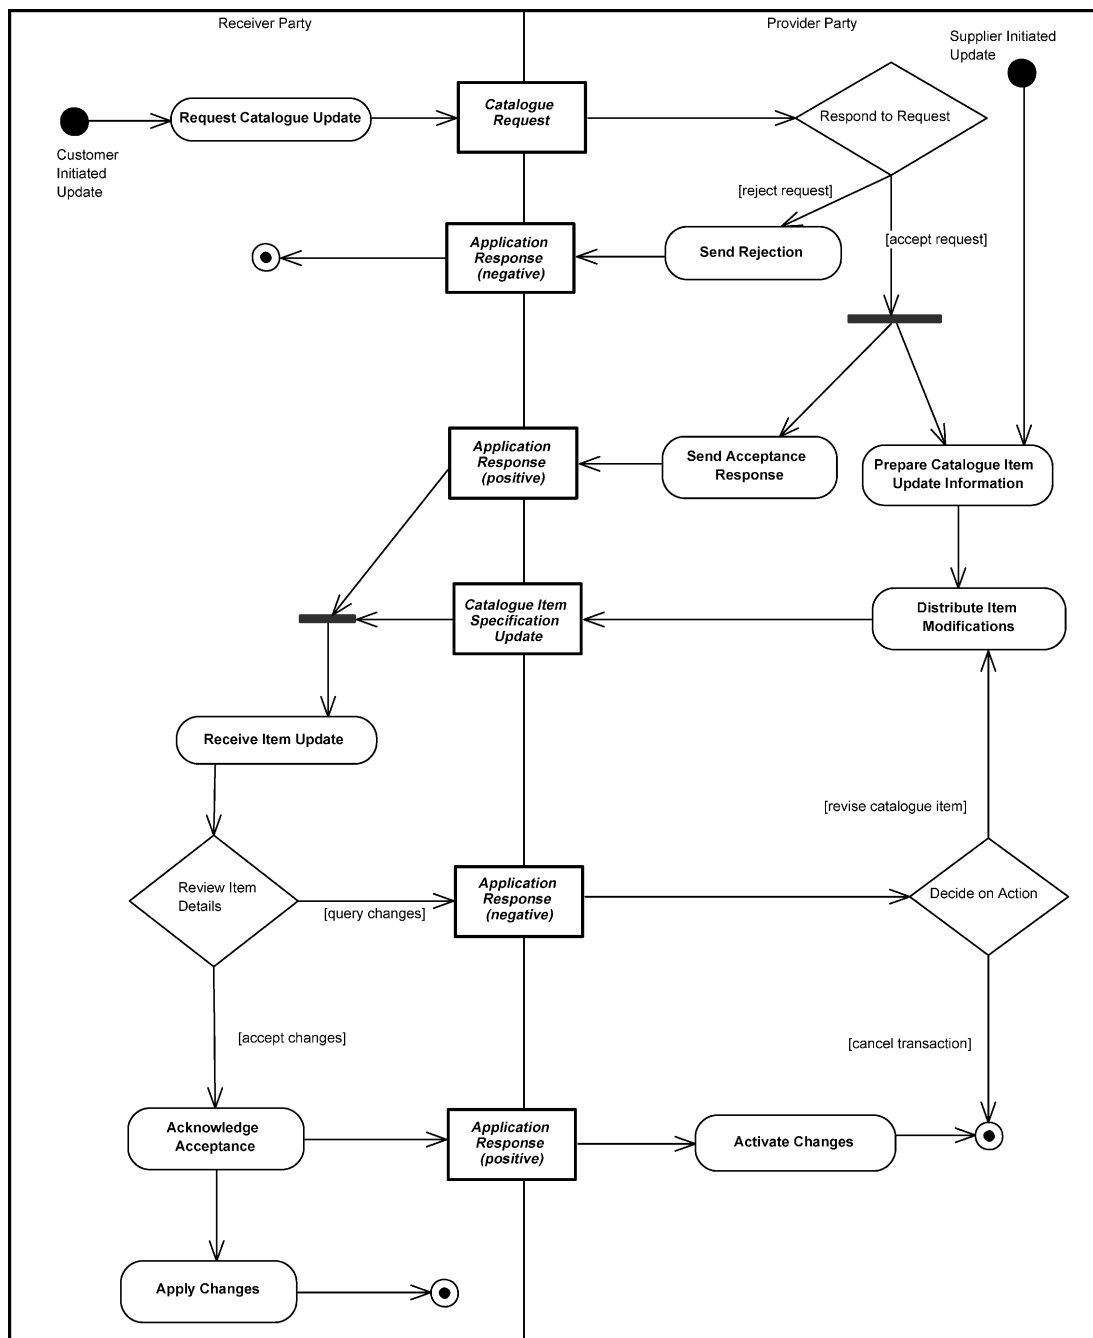 Receiver Party
Provider Party
Supplier Initiated
Update
Customer
Initiated
Update
Request Catalogue Update
Catalogue
Request
Respond to Request
[reject request]
[accept request]
Application
Response
(negative)
Send Rejection
Application
Response
(positive)
Send Acceptance
Response
Prepare Catalogue Item
Update Information
Catalogue Item
Specification
Update
Distribute Item
Modifications
Receive Item Update
[revise catalogue item]
Review Item
Details
[query changes]
Application
Response
(negative)
Decide on Action
[accept changes]
[cancel transaction]
Acknowledge
Acceptance
Application
Response
(positive)
Activate Changes
Apply Changes